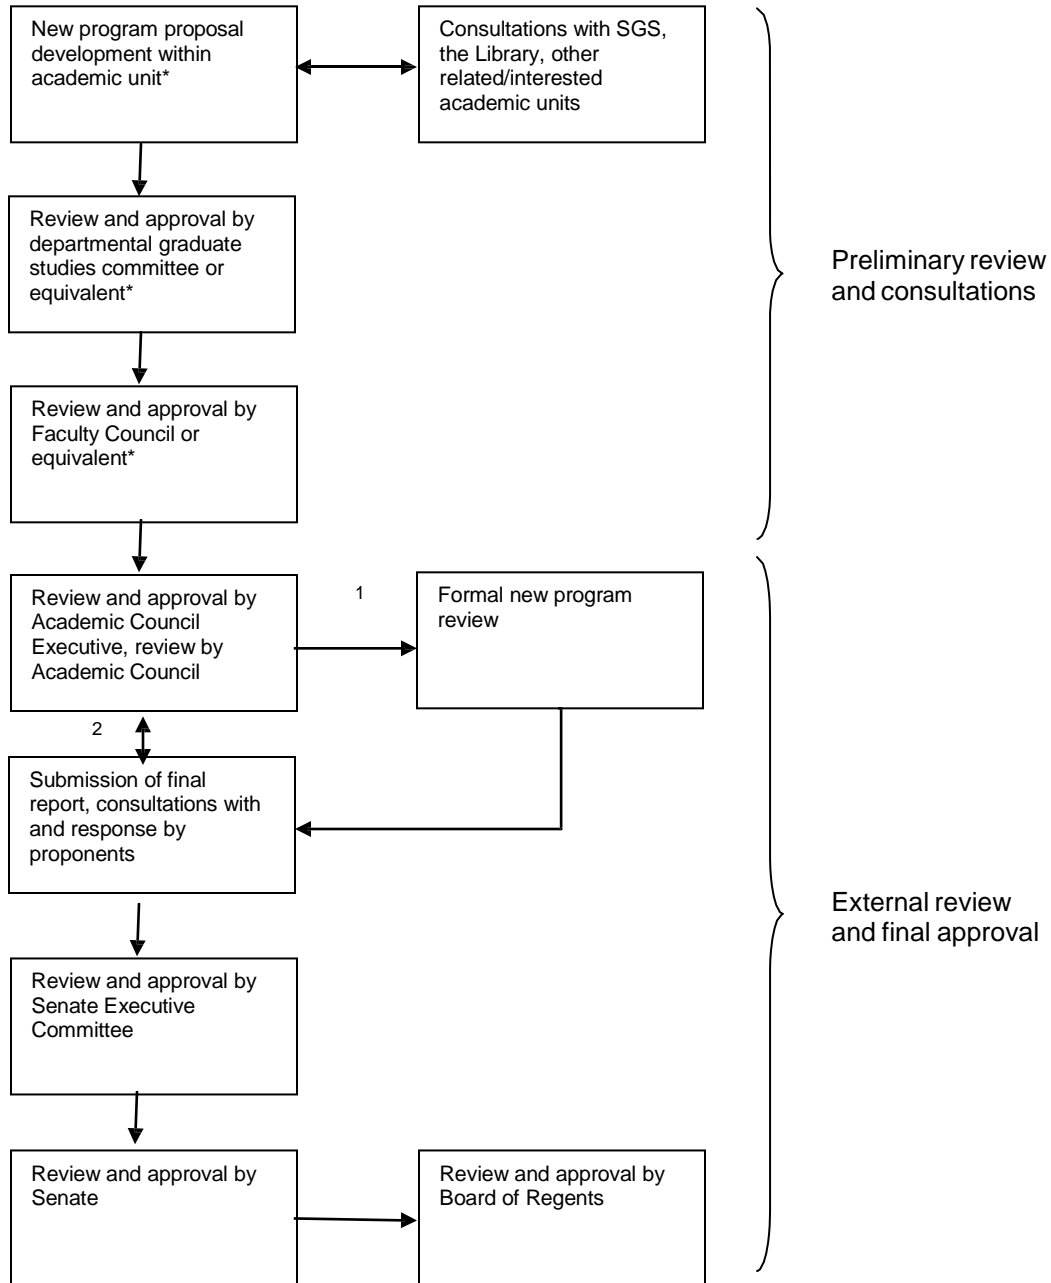 New program proposal
development within
academic unit*
Consultations with SGS,
the Library, other
related/interested
academic units
Review and approval by
departmental graduate
studies committee or
equivalent*
Preliminary review
and consultations
Review and approval by
Faculty Council or
equivalent*
Review and approval by
Academic Council
Executive, review by
Academic Council
1
Formal new program
review
2
Submission of final
report, consultations with
and response by
proponents
External review
and final approval
Review and approval by
Senate Executive
Committee
Review and approval by
Senate
Review and approval by
Board of Regents